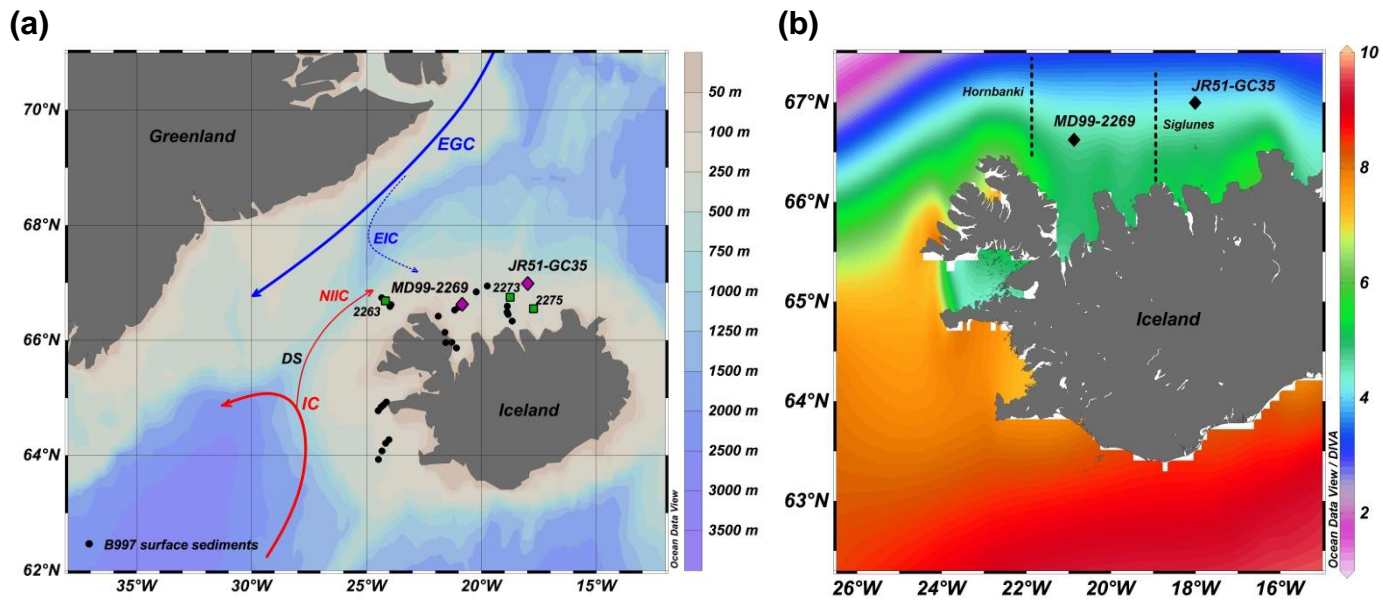 (a)
70°N
68°N
66°N
64°N
62°N
35°W
30°W
25°W
20°W
15°W
Greenland
EGC
EIC
NIIC
DS
IC
JR51-GC35
MD99-2269
2273
2275
2263
Iceland
B997 surface sediments
50 m
100 m
250 m
500 m
750 m
1000 m
1250 m
1500 m
2000 m
2500 m
3000 m
3500 m
Ocean Data View
(b)
67°N
66°N
65°N
64°N
63°N
26°W
24°W
22°W
20°W
18°W
16°W
Hornbanki
JR51-GC35
MD99-2269
Siglunes
Iceland
10
8
6
4
2
Ocean Data View / DIVA